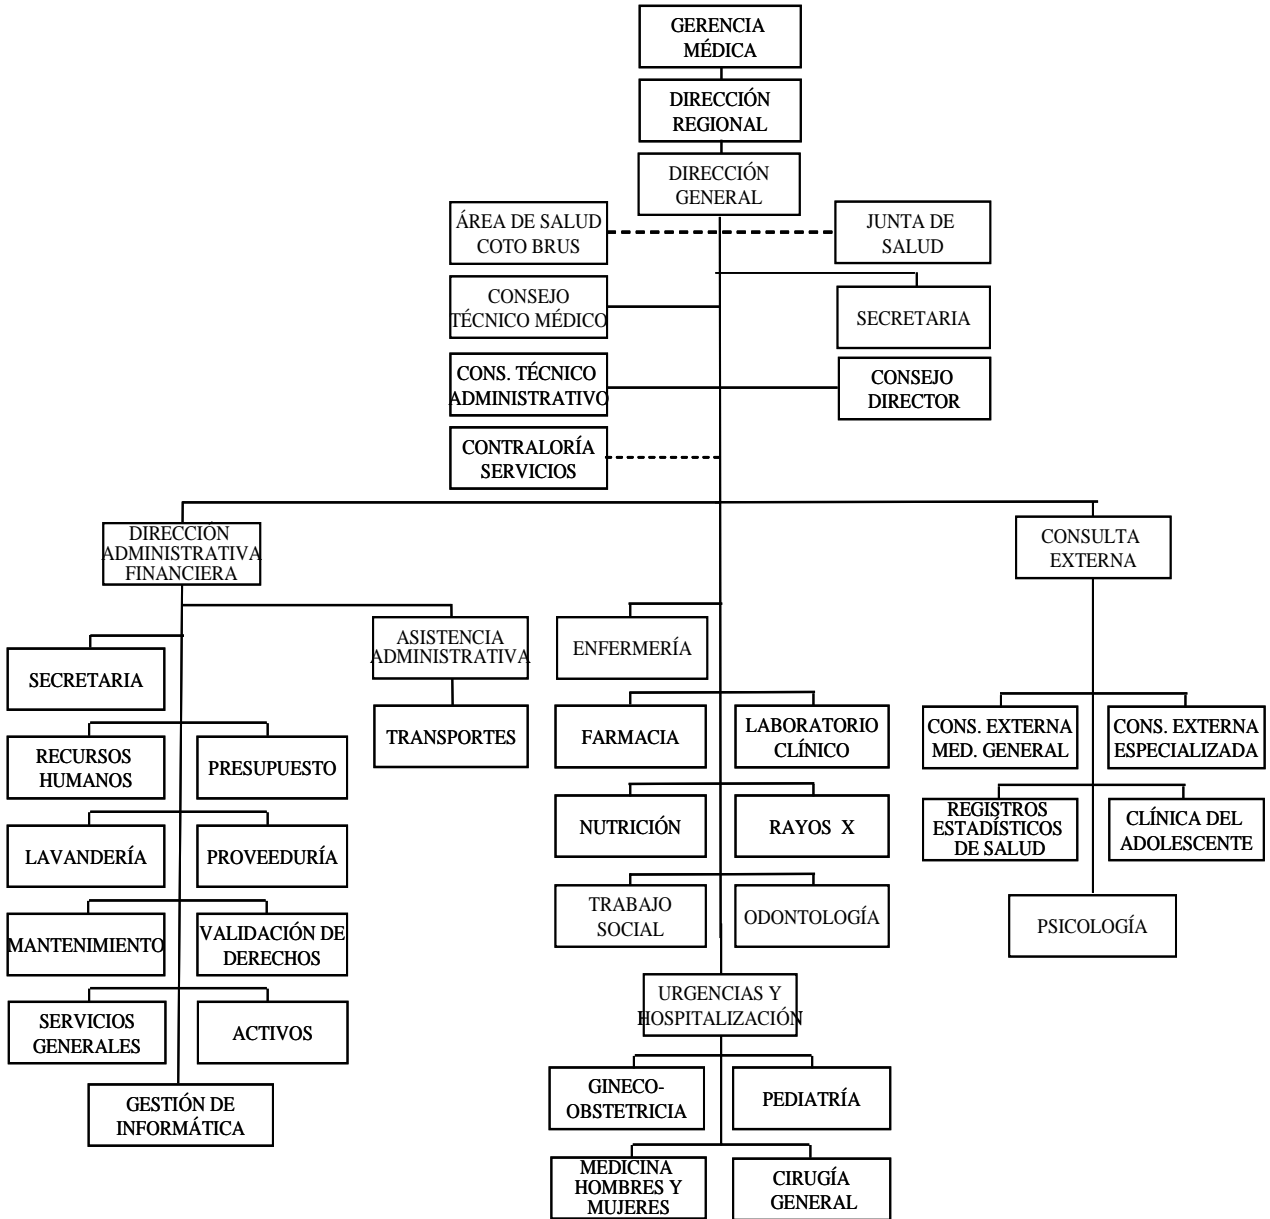 GERENCIA
MÉDICA
DIRECCIÓN
REGIONAL
DIRECCIÓN
GENERAL
ÁREA DE SALUD
COTO BRUS
JUNTA DE
SALUD
CONSEJO
TÉCNICO MÉDICO
SECRETARIA
CONS. TÉCNICO
ADMINISTRATIVO
CONSEJO
DIRECTOR
CONTRALORÍA
SERVICIOS
DIRECCIÓN
ADMINISTRATIVA
FINANCIERA
CONSULTA
EXTERNA
SECRETARIA
ASISTENCIA
ADMINISTRATIVA
ENFERMERÍA
RECURSOS
HUMANOS
PRESUPUESTO
TRANSPORTES
FARMACIA
LABORATORIO
CLÍNICO
CONS. EXTERNA
MED. GENERAL
CONS. EXTERNA
ESPECIALIZADA
LAVANDERÍA
PROVEEDURÍA
NUTRICIÓN
RAYOS X
REGISTROS
ESTADÍSTICOS
DE SALUD
CLÍNICA DEL
ADOLESCENTE
MANTENIMIENTO
VALIDACIÓN DE
DERECHOS
TRABAJO
SOCIAL
ODONTOLOGÍA
PSICOLOGÍA
SERVICIOS
GENERALES
ACTIVOS
URGENCIAS Y
HOSPITALIZACIÓN
GESTIÓN DE
INFORMÁTICA
GINECO-
OBSTETRICIA
PEDIATRÍA
MEDICINA
HOMBRES Y
MUJERES
CIRUGÍA
GENERAL